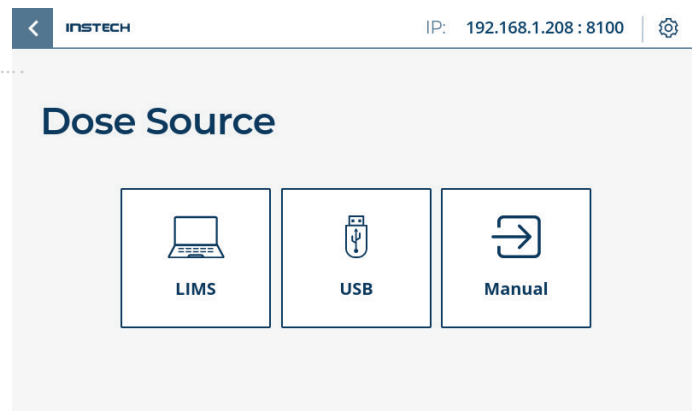 INSTECH
IP: 192.168.1.208 : 8100
Dose Source
LIMS
USB
Manual